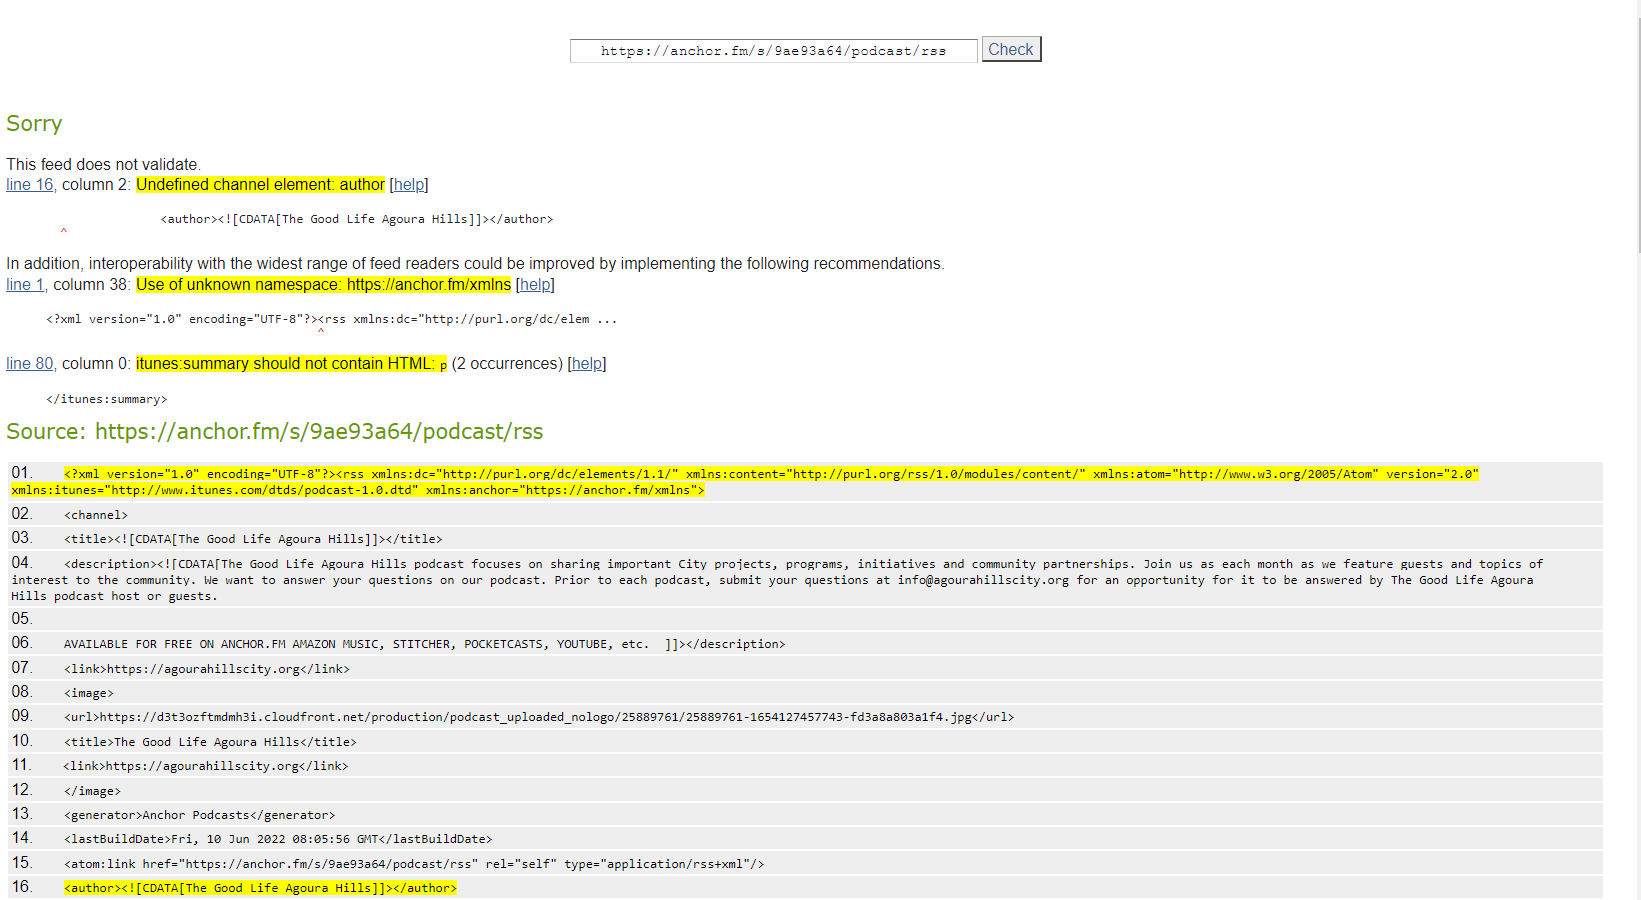 https://anchor.fm/s/9ae93a64/podcast/rss Check
Sorry
This feed does not validate.
line 16, column 2: Undefined channel element: author [help]
<author><![CDATA[The Good Life Agoura Hills]]></author>
^
In addition, interoperability with the widest range of feed readers could be improved by implementing the following recommendations.
line 1, column 38: Use of unknown namespace: https://anchor.fm/xmlns [help]
<?xml version="1.0" encoding="UTF-8"?><rss xmlns:dc="http://purl.org/dc/elem ...
^
line 80, column 0: itunes:summary should not contain HTML: p (2 occurrences) [help]
</itunes:summary>
Source: https://anchor.fm/s/9ae93a64/podcast/rss
01. <?xml version="1.0" encoding="UTF-8"?><rss xmlns:dc="http://purl.org/dc/elements/1.1/" xmlns:content="http://purl.org/rss/1.0/modules/content/" xmlns:atom="http://www.w3.org/2005/Atom" version="2.0"
xmlns:itunes="http://www.itunes.com/dtds/podcast-1.0.dtd" xmlns:anchor="https://anchor.fm/xmlns">
02. <channel>
03. <title><![CDATA[The Good Life Agoura Hills]]></title>
04. <description><![CDATA[The Good Life Agoura Hills podcast focuses on sharing important City projects, programs, initiatives and community partnerships. Join us as each month as we feature guests and topics of
interest to the community. We want to answer your questions on our podcast. Prior to each podcast, submit your questions at info@agourahillscity.org for an opportunity for it to be answered by The Good Life Agoura
Hills podcast host or guests.
05.
06. AVAILABLE FOR FREE ON ANCHOR.FM AMAZON MUSIC, STITCHER, POCKETCASTS, YOUTUBE, etc.  ]]></description>
07. <link>https://agourahillscity.org</link>
08. <image>
09. <url>https://d3t3ozftmdmh3i.cloudfront.net/production/podcast_uploaded_nologo/25889761/25889761-1654127457743-fd3a8a803a1f4.jpg</url>
10. <title>The Good Life Agoura Hills</title>
11. <link>https://agourahillscity.org</link>
12. </image>
13. <generator>Anchor Podcasts</generator>
14. <lastBuildDate>Fri, 10 Jun 2022 08:05:56 GMT</lastBuildDate>
15. <atom:link href="https://anchor.fm/s/9ae93a64/podcast/rss" rel="self" type="application/rss+xml"/>
16. <author><![CDATA[The Good Life Agoura Hills]]></author>